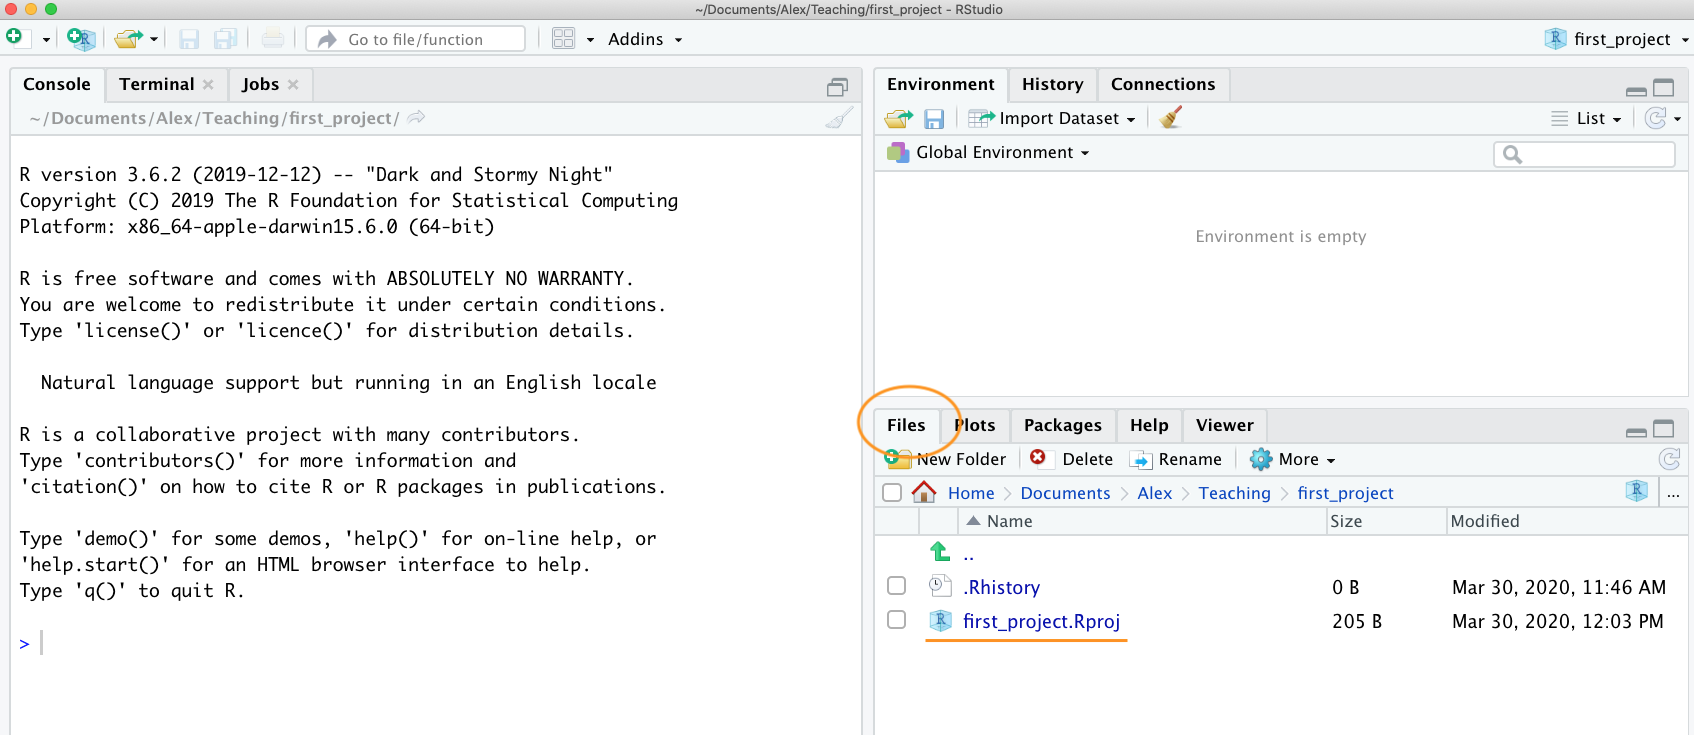 ~/Documents/Alex/Teaching/first_project - RStudio
Go to file/function
Addins
first_project
Console Terminal Jobs
~/Documents/Alex/Teaching/first_project/
R version 3.6.2 (2019-12-12) -- "Dark and Stormy Night"
Copyright (C) 2019 The R Foundation for Statistical Computing
Platform: x86_64-apple-darwin15.6.0 (64-bit)
R is free software and comes with ABSOLUTELY NO WARRANTY.
You are welcome to redistribute it under certain conditions.
Type 'license()' or 'licence()' for distribution details.
Natural language support but running in an English locale
R is a collaborative project with many contributors.
Type 'contributors()' for more information and
'citation()' on how to cite R or R packages in publications.
Type 'demo()' for some demos, 'help()' for on-line help, or
'help.start()' for an HTML browser interface to help.
Type 'q()' to quit R.
>
Environment History Connections
Import Dataset List
Global Environment
Environment is empty
Files Plots Packages Help Viewer
New Folder Delete Rename More
Home Documents Alex Teaching first_project ...
Name Size Modified
..
.Rhistory 0 B Mar 30, 2020, 11:46 AM
first_project.Rproj 205 B Mar 30, 2020, 12:03 PM